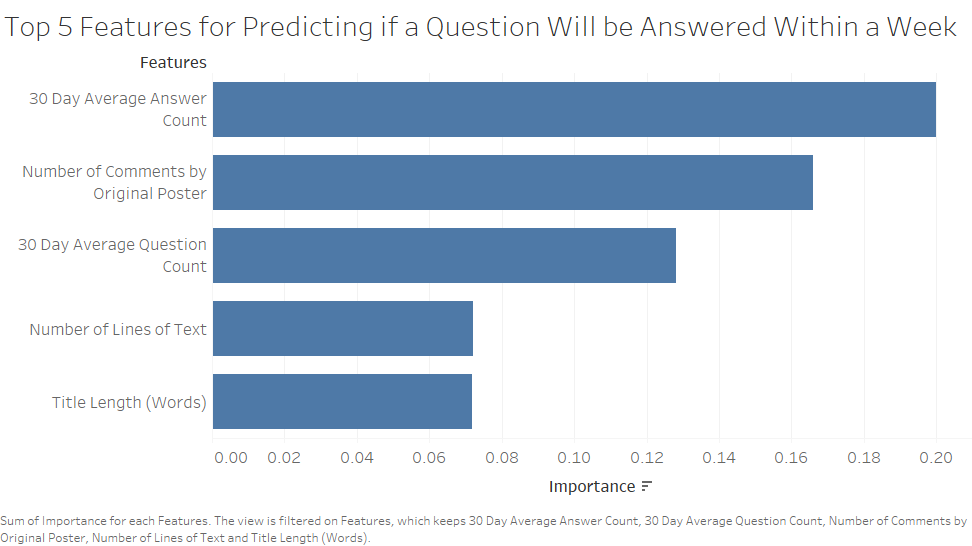 Top 5 Features for Predicting if a Question Will be Answered Within a Week
Features
30 Day Average Answer
Count
Number of Comments by
Original Poster
30 Day Average Question
Count
Number of Lines of Text
Title Length (Words)
0.00 0.02 0.04 0.06 0.08 0.10 0.12 0.14 0.16 0.18 0.20
Importance
Sum of Importance for each Features. The view is filtered on Features, which keeps 30 Day Average Answer Count, 30 Day Average Question Count, Number of Comments by
Original Poster, Number of Lines of Text and Title Length (Words).